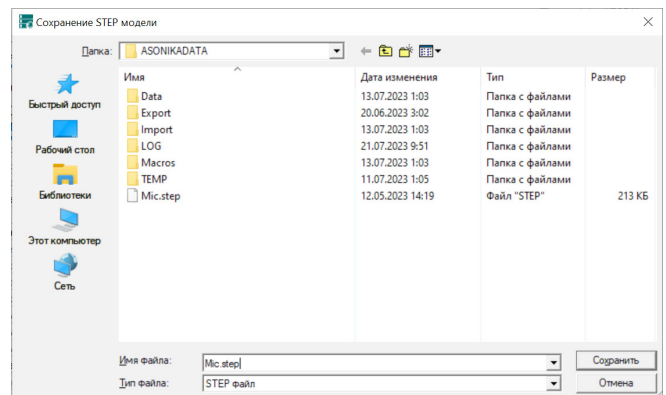 Сохранение STEP модели
Папка: ASONIKADATA
Имя Дата изменения Тип Размер
Data 13.07.2023 1:03 Папка с файлами
Export 20.06.2023 3:02 Папка с файлами
Import 13.07.2023 1:03 Папка с файлами
LOG 21.07.2023 9:51 Папка с файлами
Macros 13.07.2023 1:03 Папка с файлами
TEMP 11.07.2023 1:05 Папка с файлами
Mic.step 12.05.2023 14:19 Файл "STEP" 213 КБ
Быстрый доступ
Рабочий стол
Библиотеки
Этот компьютер
Сеть
Имя файла: Mic.step Сохранить
Тип файла: STEP файл Отмена